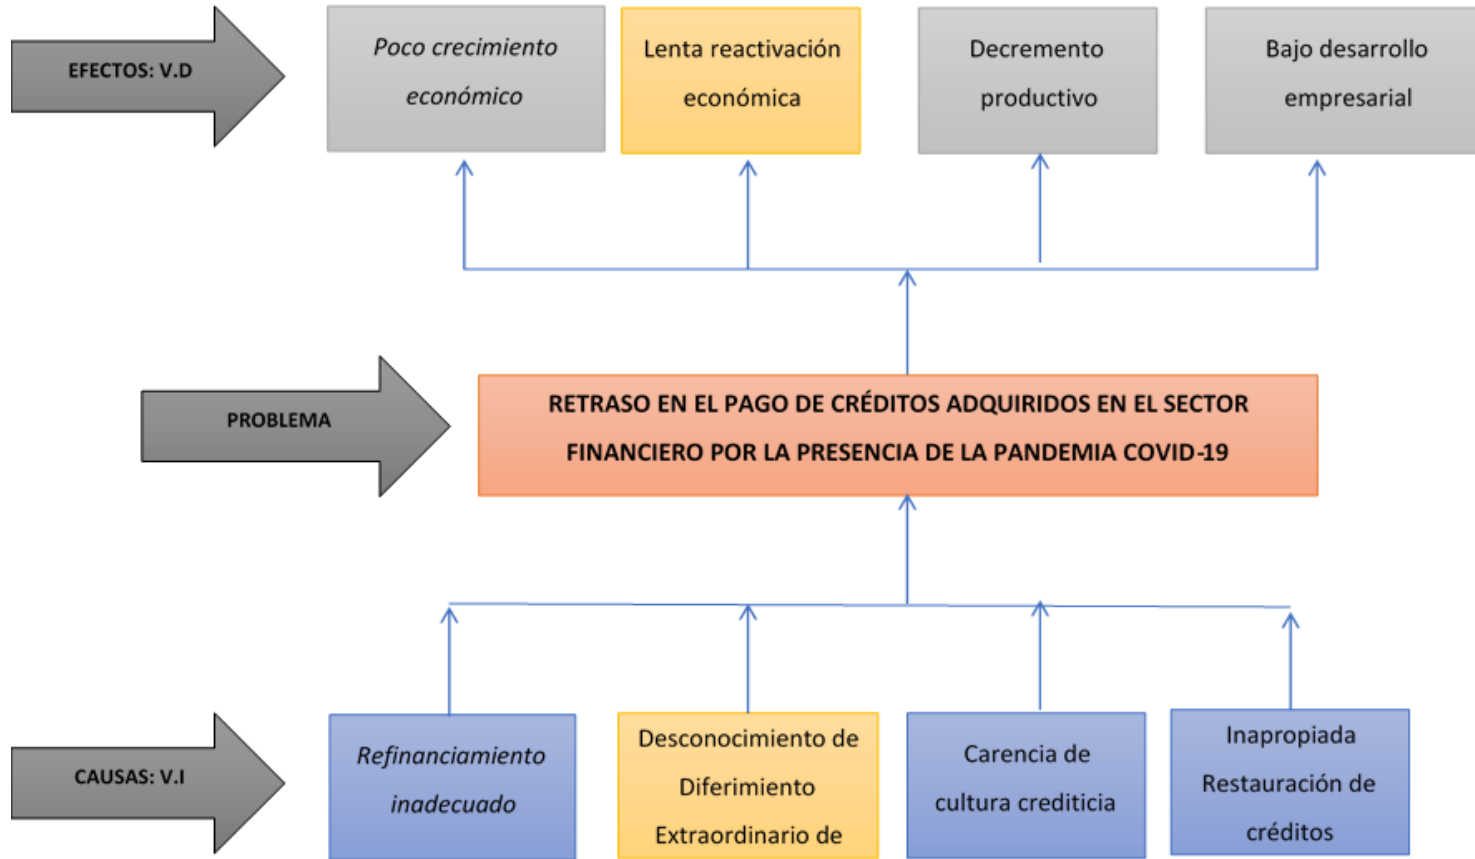 EFECTOS: V.D
Poco crecimiento
económico
Lenta reactivación
económica
Decremento
productivo
Bajo desarrollo
empresarial
PROBLEMA
RETRASO EN EL PAGO DE CRÉDITOS ADQUIRIDOS EN EL SECTOR
FINANCIERO POR LA PRESENCIA DE LA PANDEMIA COVID-19
CAUSAS: V.I
Refinanciamiento
inadecuado
Desconocimiento de
Diferimiento
Extraordinario de
Carencia de
cultura crediticia
Inapropiada
Restauración de
créditos